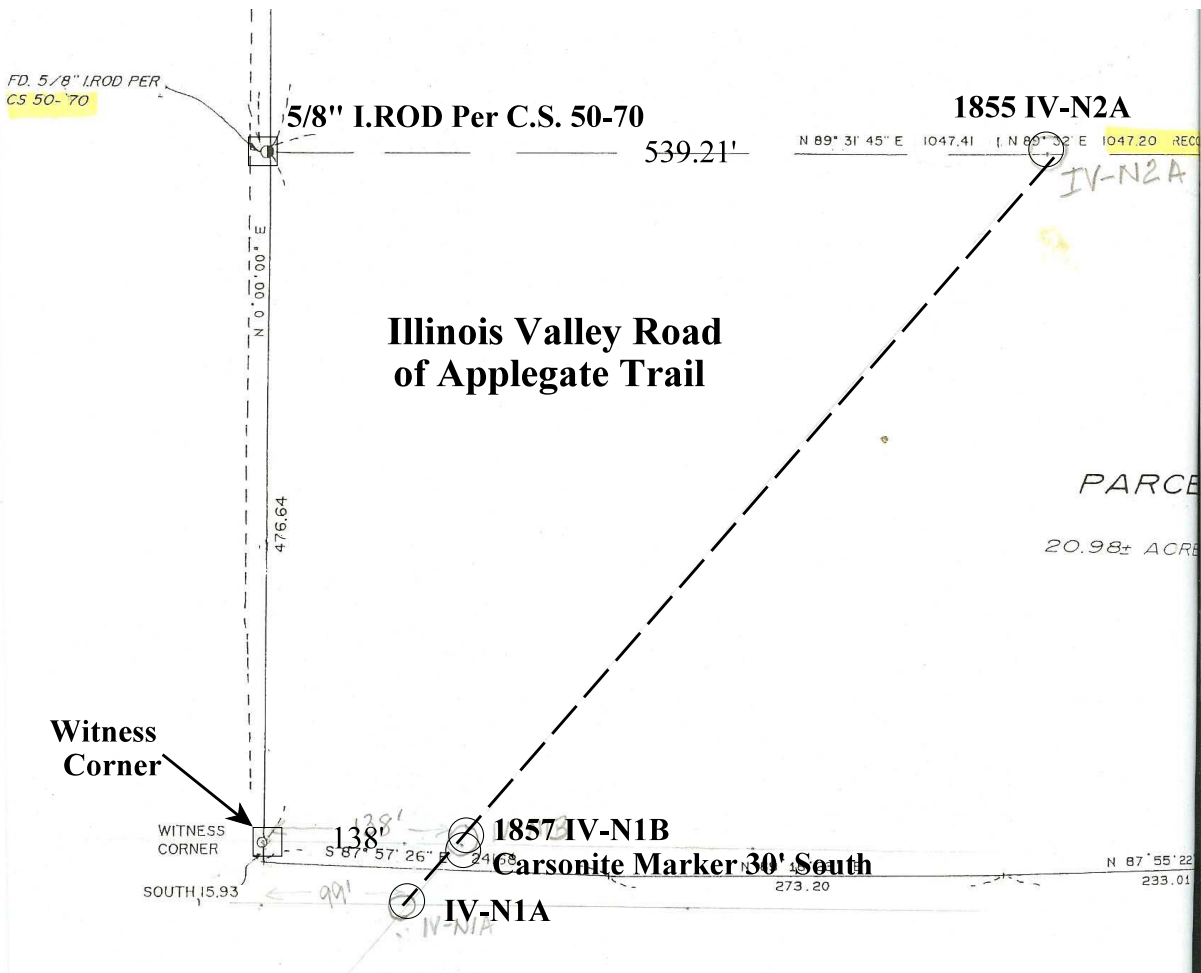 FD. 5/8" I.ROD PER
CS 50-70
5/8" I.ROD Per C.S. 50-70
1855 IV-N2A
539.21'
N 89° 31' 45" E 1047.41
N 89° 32' E 1047.20
IV-N2A
N 0°00'00" E
Illinois Valley Road
of Applegate Trail
476.64
20.98±
Witness
Corner
WITNESS
CORNER
138'
138'
1857 IV-N1B
S 87° 57' 26" E
Carsonite Marker 30' South
273.20
N 87° 55' 22
233.01
SOUTH 15.93
99'
IV-N1A
IV-N1A